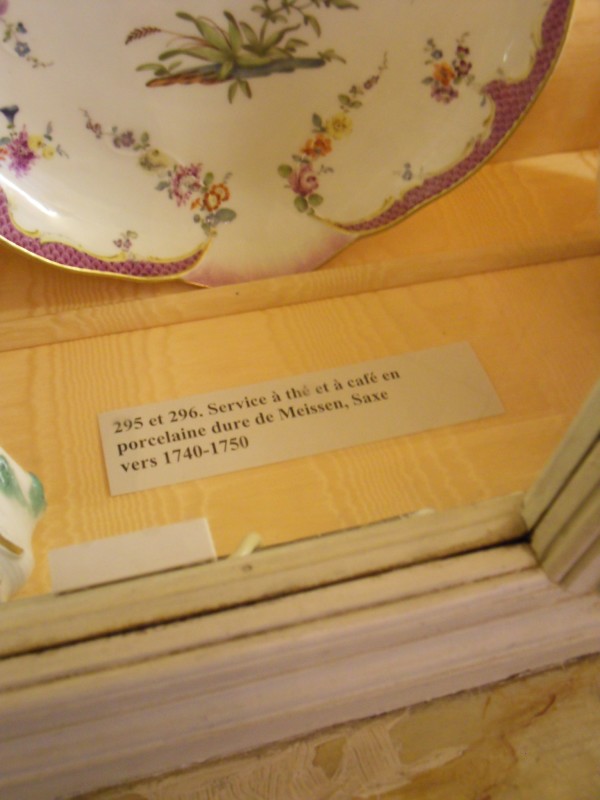 295 et 296. Service à thé et à café en
porcelaine dure de Meissen, Saxe
vers 1740-1750